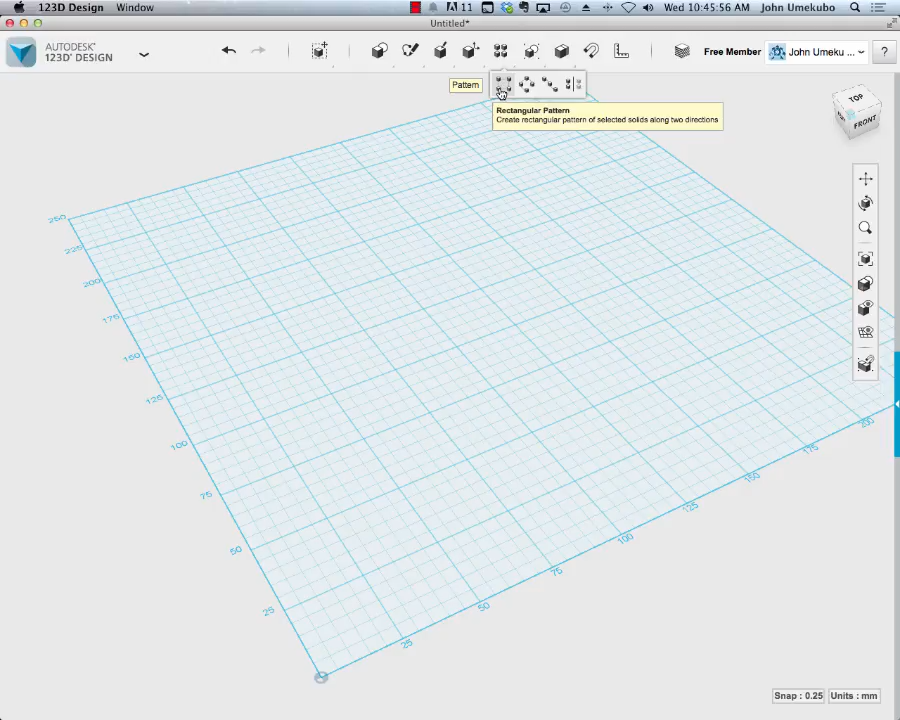 123D Design Window
11
Wed 10:45:56 AM John Umekubo
Untitled*
AUTODESK®
123D® DESIGN
Free Member
John Umeku ...
?
Pattern
Rectangular Pattern
Create rectangular pattern of selected solids along two directions
TOP
FRONT
250
225
200
175
150
125
100
75
50
25
25
50
75
100
125
150
175
200
Snap : 0.25
Units : mm